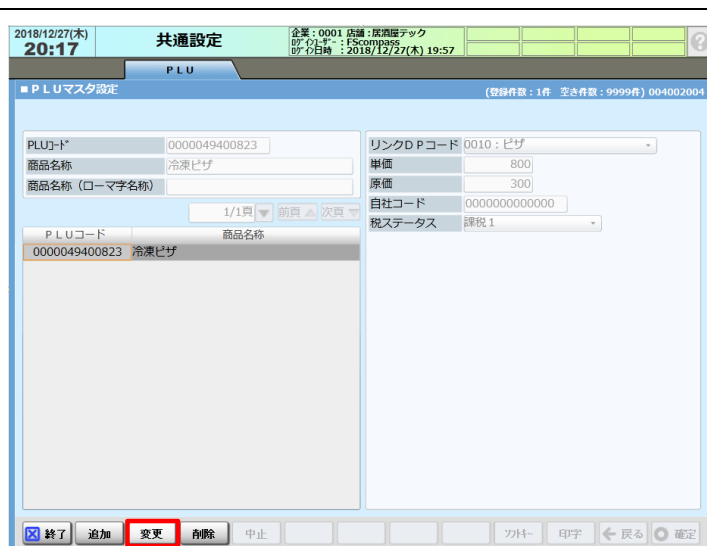 2018/12/27(木)
20:17
共通設定
企業:0001 店舗:居酒屋テック
ログインユーザー:FScompass
ログイン日時 :2018/12/27(木) 19:57
PLU
■PLUマスタ設定
(登録件数:1件 空き件数:9999件) 004002004
PLUコード 0000049400823
商品名称 冷凍ピザ
商品名称(ローマ字名称)
1/1頁 ▼ 前頁 ▲ 次頁 ▼
PLUコード 商品名称
0000049400823 冷凍ピザ
リンクDPコード 0010:ピザ
単価 800
原価 300
自社コード 0000000000000
税ステータス 課税1
終了 追加 変更 削除 中止 ソフトキー 印字 戻る 確定